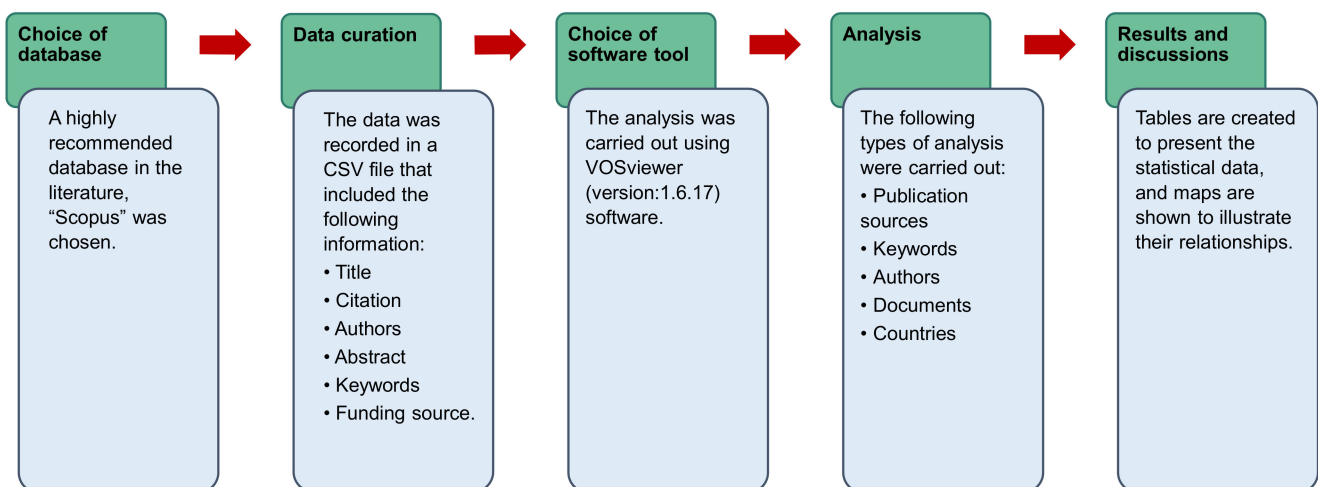 Choice of
database
A highly
recommended
database in the
literature,
“Scopus” was
chosen.
Data curation
The data was
recorded in a
CSV file that
included the
following
information:
• Title
• Citation
• Authors
• Abstract
• Keywords
• Funding source.
Choice of
software tool
The analysis was
carried out using
VOSviewer
(version:1.6.17)
software.
Analysis
The following
types of analysis
were carried out:
• Publication
sources
• Keywords
• Authors
• Documents
• Countries
Results and
discussions
Tables are created
to present the
statistical data,
and maps are
shown to illustrate
their relationships.